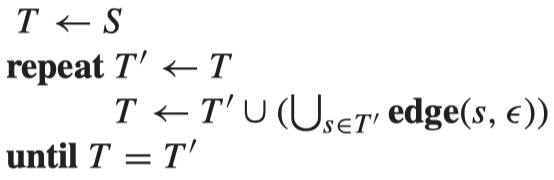 T ← S
repeat T′ ← T
T ← T′ ∪ (⋃s∈T′ edge(s, ϵ))
until T = T′